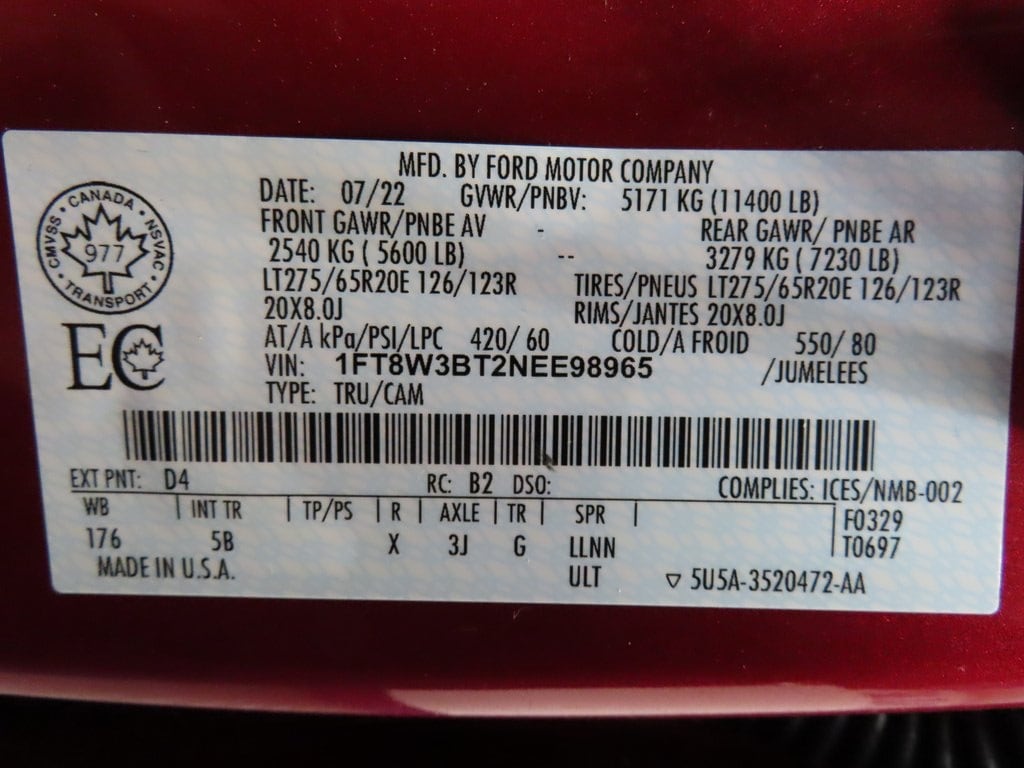 MFD. BY FORD MOTOR COMPANY
DATE: 07/22 GVWR/PNBV: 5171 KG (11400 LB)
FRONT GAWR/PNBE AV - REAR GAWR/ PNBE AR
2540 KG ( 5600 LB) -- 3279 KG ( 7230 LB)
LT275/65R20E 126/123R TIRES/PNEUS LT275/65R20E 126/123R
20X8.0J RIMS/JANTES 20X8.0J
AT/A kPa/PSI/LPC 420/ 60 COLD/A FROID 550/ 80
VIN: 1FT8W3BT2NEE98965 /JUMELEES
TYPE: TRU/CAM
CMVSS • CANADA • NSVAC • TRANSPORT •
977
EC
EXT PNT: D4 RC: B2 DSO: COMPLIES: ICES/NMB-002
WB | INT TR | TP/PS | R | AXLE | TR | SPR | F0329
176 5B X 3J G LLNN T0697
MADE IN U.S.A. ULT ▽ 5U5A-3520472-AA